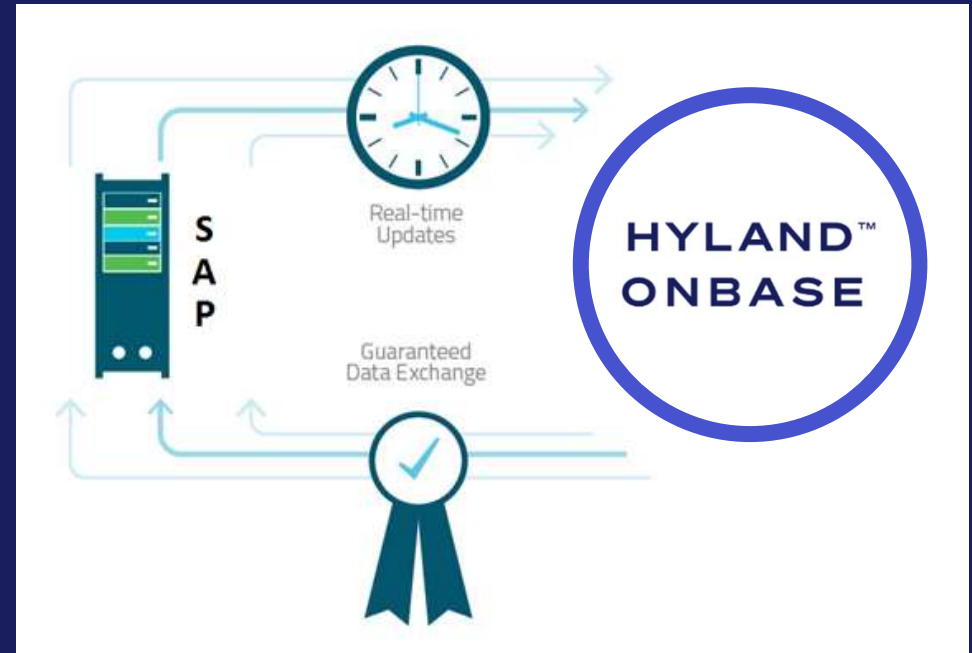 S
A
P
Real-time
Updates
HYLAND™
ONBASE
Guaranteed
Data Exchange